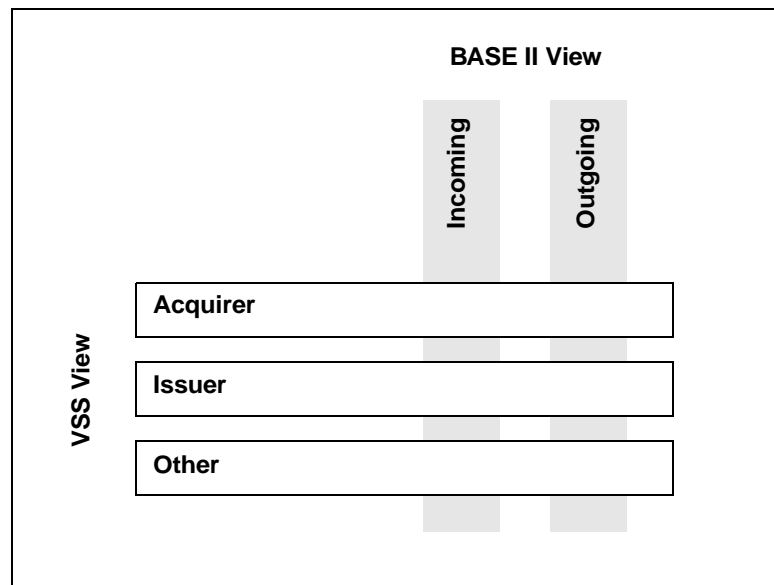 BASE II View
Incoming
Outgoing
VSS View
Acquirer
Issuer
Other